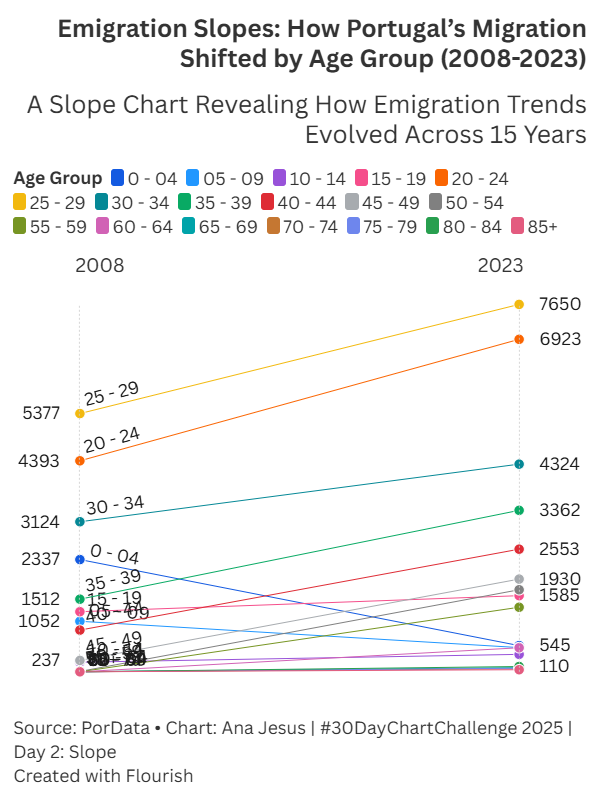 Emigration Slopes: How Portugal’s Migration
Shifted by Age Group (2008-2023)
A Slope Chart Revealing How Emigration Trends
Evolved Across 15 Years
Age Group 0 - 04 05 - 09 10 - 14 15 - 19 20 - 24
25 - 29 30 - 34 35 - 39 40 - 44 45 - 49 50 - 54
55 - 59 60 - 64 65 - 69 70 - 74 75 - 79 80 - 84 85+
2008 2023
7650
6923
25 - 29
5377
20 - 24
4393
4324
30 - 34
3124
3362
0 - 04
2337
2553
35 - 39
1512
15 - 19
1930
1585
1052
45 - 49
237
545
110
Source: PorData • Chart: Ana Jesus | #30DayChartChallenge 2025 |
Day 2: Slope
Created with Flourish